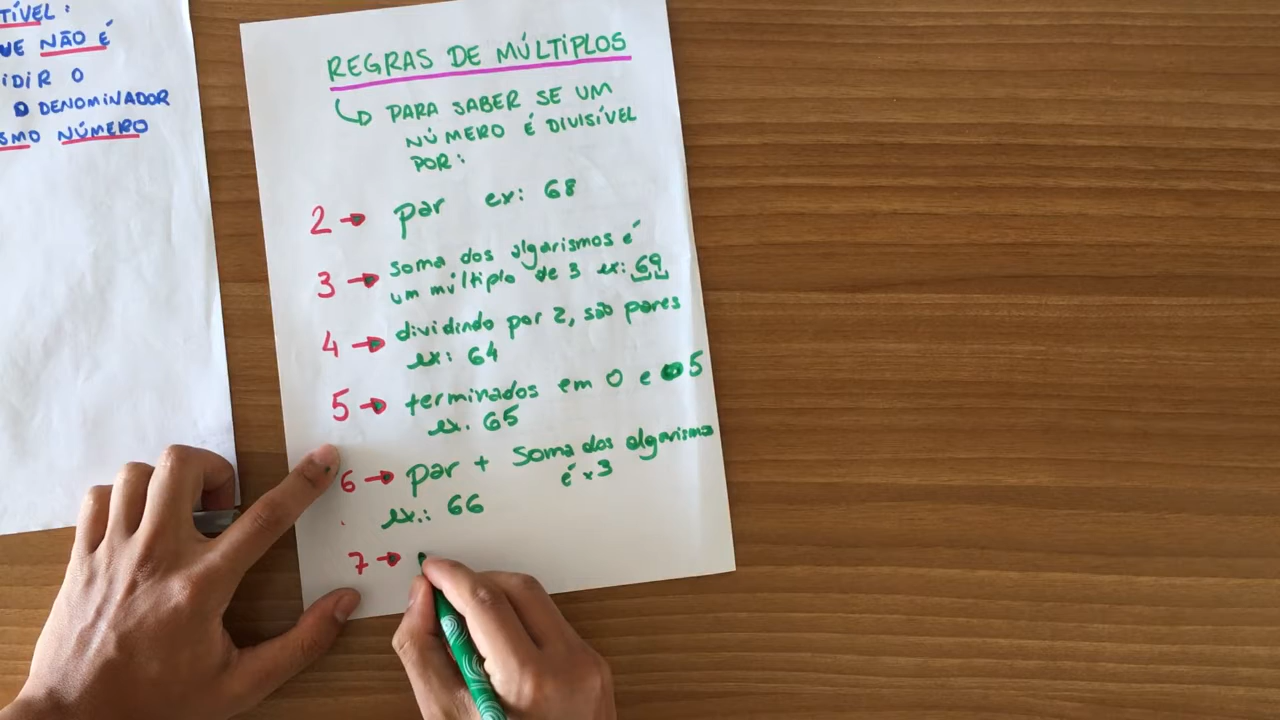 TÍVEL:
UE NÃO É
iDiR O
O DENOMiNADOR
SMO NÚMERO
REGRAS DE MÚLTIPLOS
PARA SABER SE UM
NÚMERO É DIVISÍVEL
POR:
2 → par ex: 68
3 → soma dos algarismos é
um múltiplo de 3 ex: 69
4 → dividindo por 2, são pares
ex: 64
5 → terminados em 0 e 5
ex. 65
6 → par + soma dos algarismo
é x3
ex.: 66
7 →